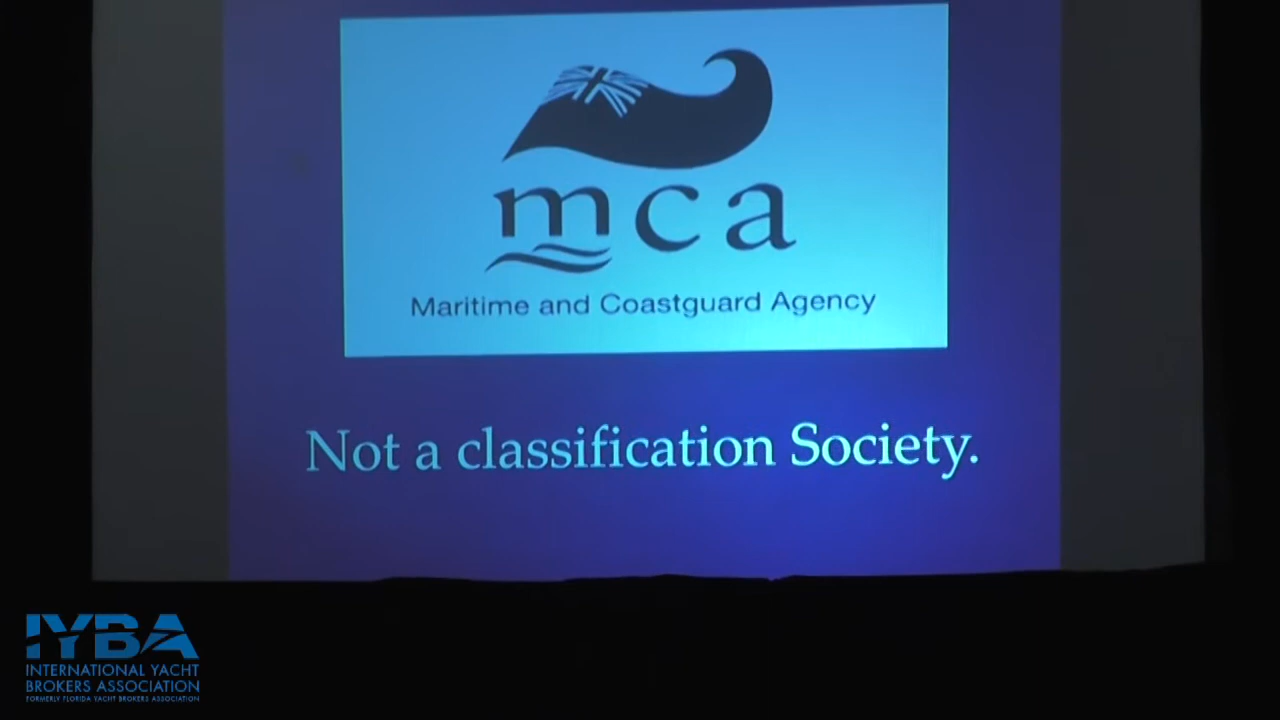 mca
Maritime and Coastguard Agency
Not a classification Society.
IYBA
INTERNATIONAL YACHT
BROKERS ASSOCIATION
FORMERLY FLORIDA YACHT BROKERS ASSOCIATION